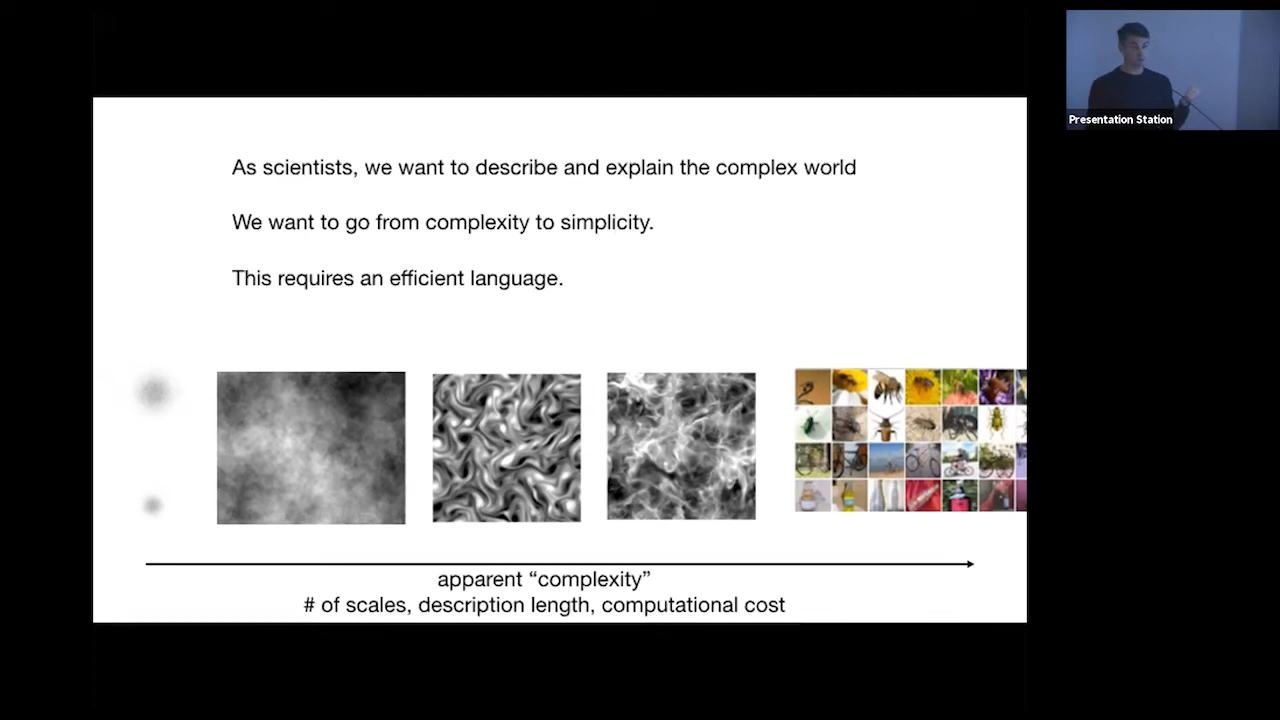 Presentation Station
As scientists, we want to describe and explain the complex world
We want to go from complexity to simplicity.
This requires an efficient language.
apparent “complexity”
# of scales, description length, computational cost